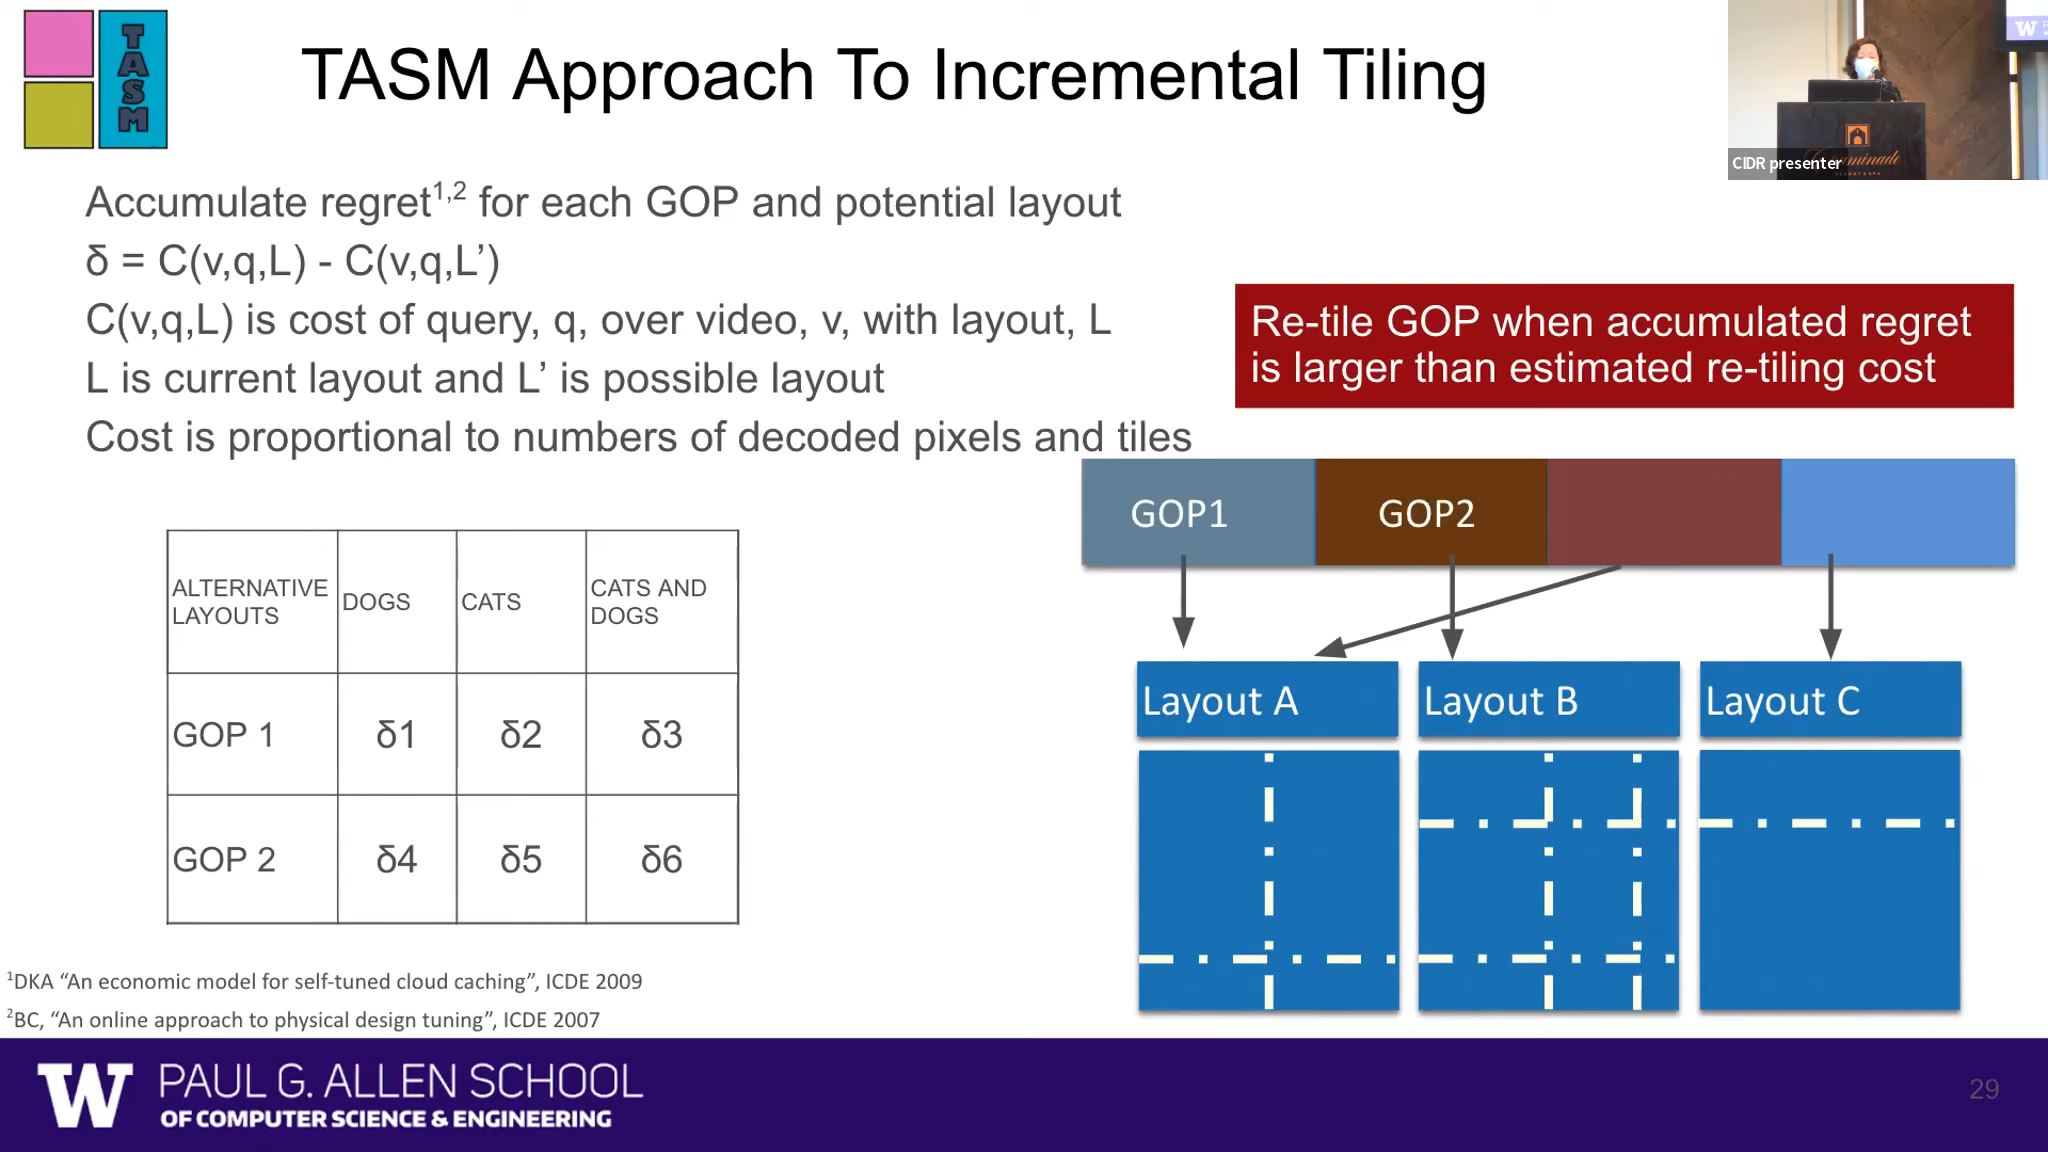 TASM
TASM Approach To Incremental Tiling
W
CIDR presenter
Accumulate regret1,2 for each GOP and potential layout
δ = C(v,q,L) - C(v,q,L’)
C(v,q,L) is cost of query, q, over video, v, with layout, L
L is current layout and L’ is possible layout
Cost is proportional to numbers of decoded pixels and tiles
Re-tile GOP when accumulated regret
is larger than estimated re-tiling cost
GOP1 GOP2
Layout A Layout B Layout C
ALTERNATIVE
LAYOUTS
DOGS
CATS
CATS AND
DOGS
GOP 1 δ1 δ2 δ3
GOP 2 δ4 δ5 δ6
1DKA “An economic model for self-tuned cloud caching”, ICDE 2009
2BC, “An online approach to physical design tuning”, ICDE 2007
W PAUL G. ALLEN SCHOOL
OF COMPUTER SCIENCE & ENGINEERING
29